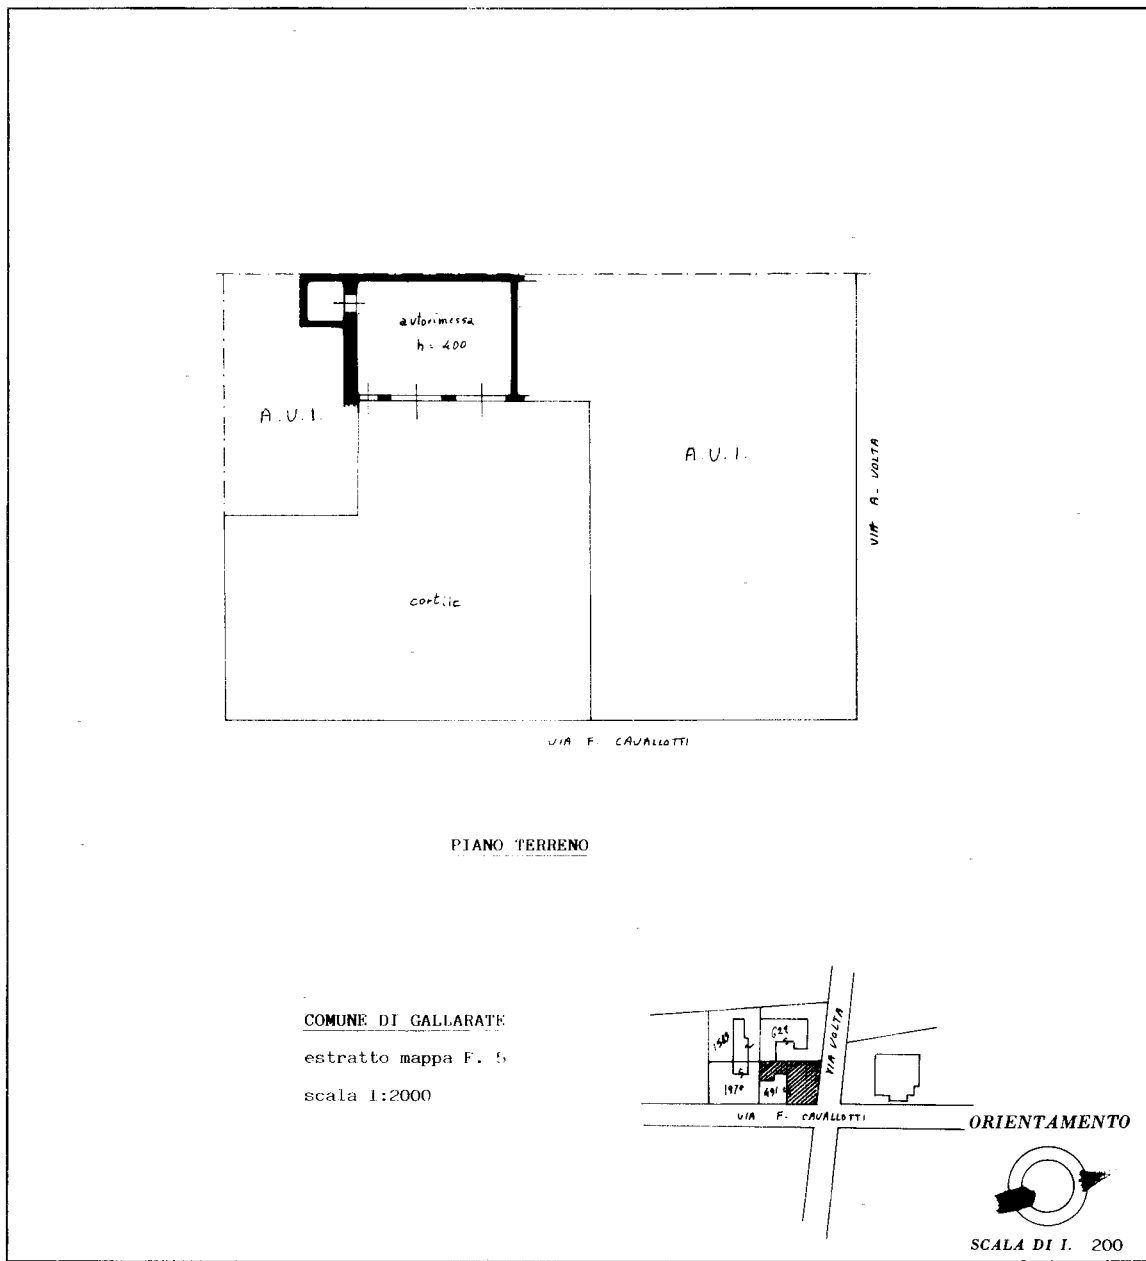 autorimessa
h = 400
A.U.I.
A.U.I.
VIA A. VOLTA
cortile
VIA F. CAVALLOTTI
PIANO TERRENO
COMUNE DI GALLARATE
estratto mappa F. 5
scala 1:2000
VIA VOLTA
VIA F. CAVALLOTTI
ORIENTAMENTO
SCALA DI I. 200